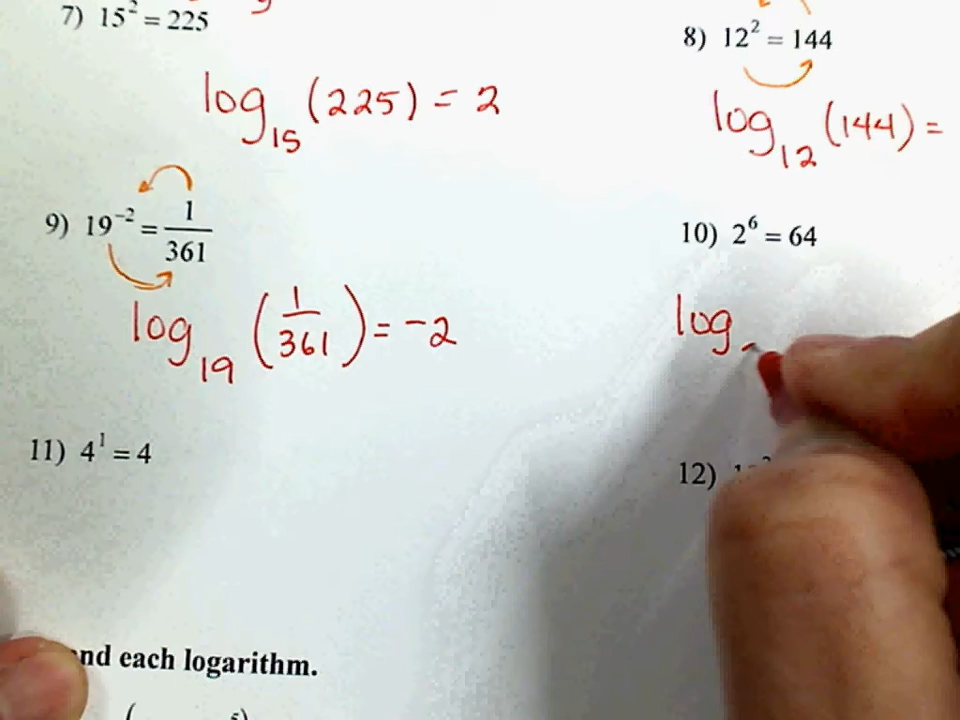 7) 15² = 225
8) 12² = 144
log₁₅ (225) = 2
log₁₂ (144) =
9) 19⁻² = 1/361
10) 2⁶ = 64
log₁₉ (1/361) = -2
log
11) 4¹ = 4
12)
each logarithm.